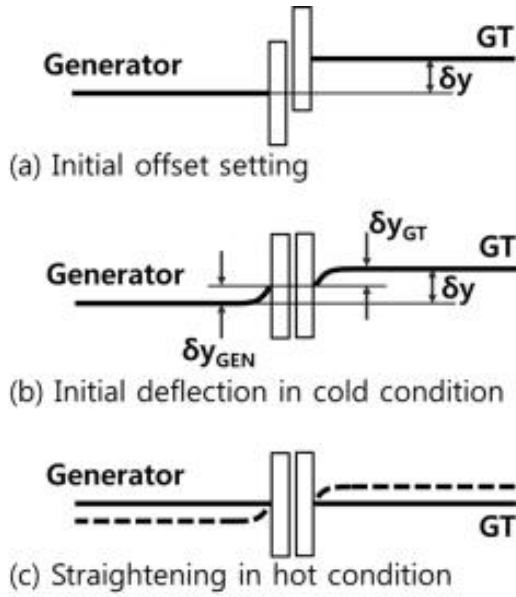 GT
Generator
δy
(a) Initial offset setting
δyGT
Generator
GT
δy
δyGEN
(b) Initial deflection in cold condition
Generator
GT
(c) Straightening in hot condition